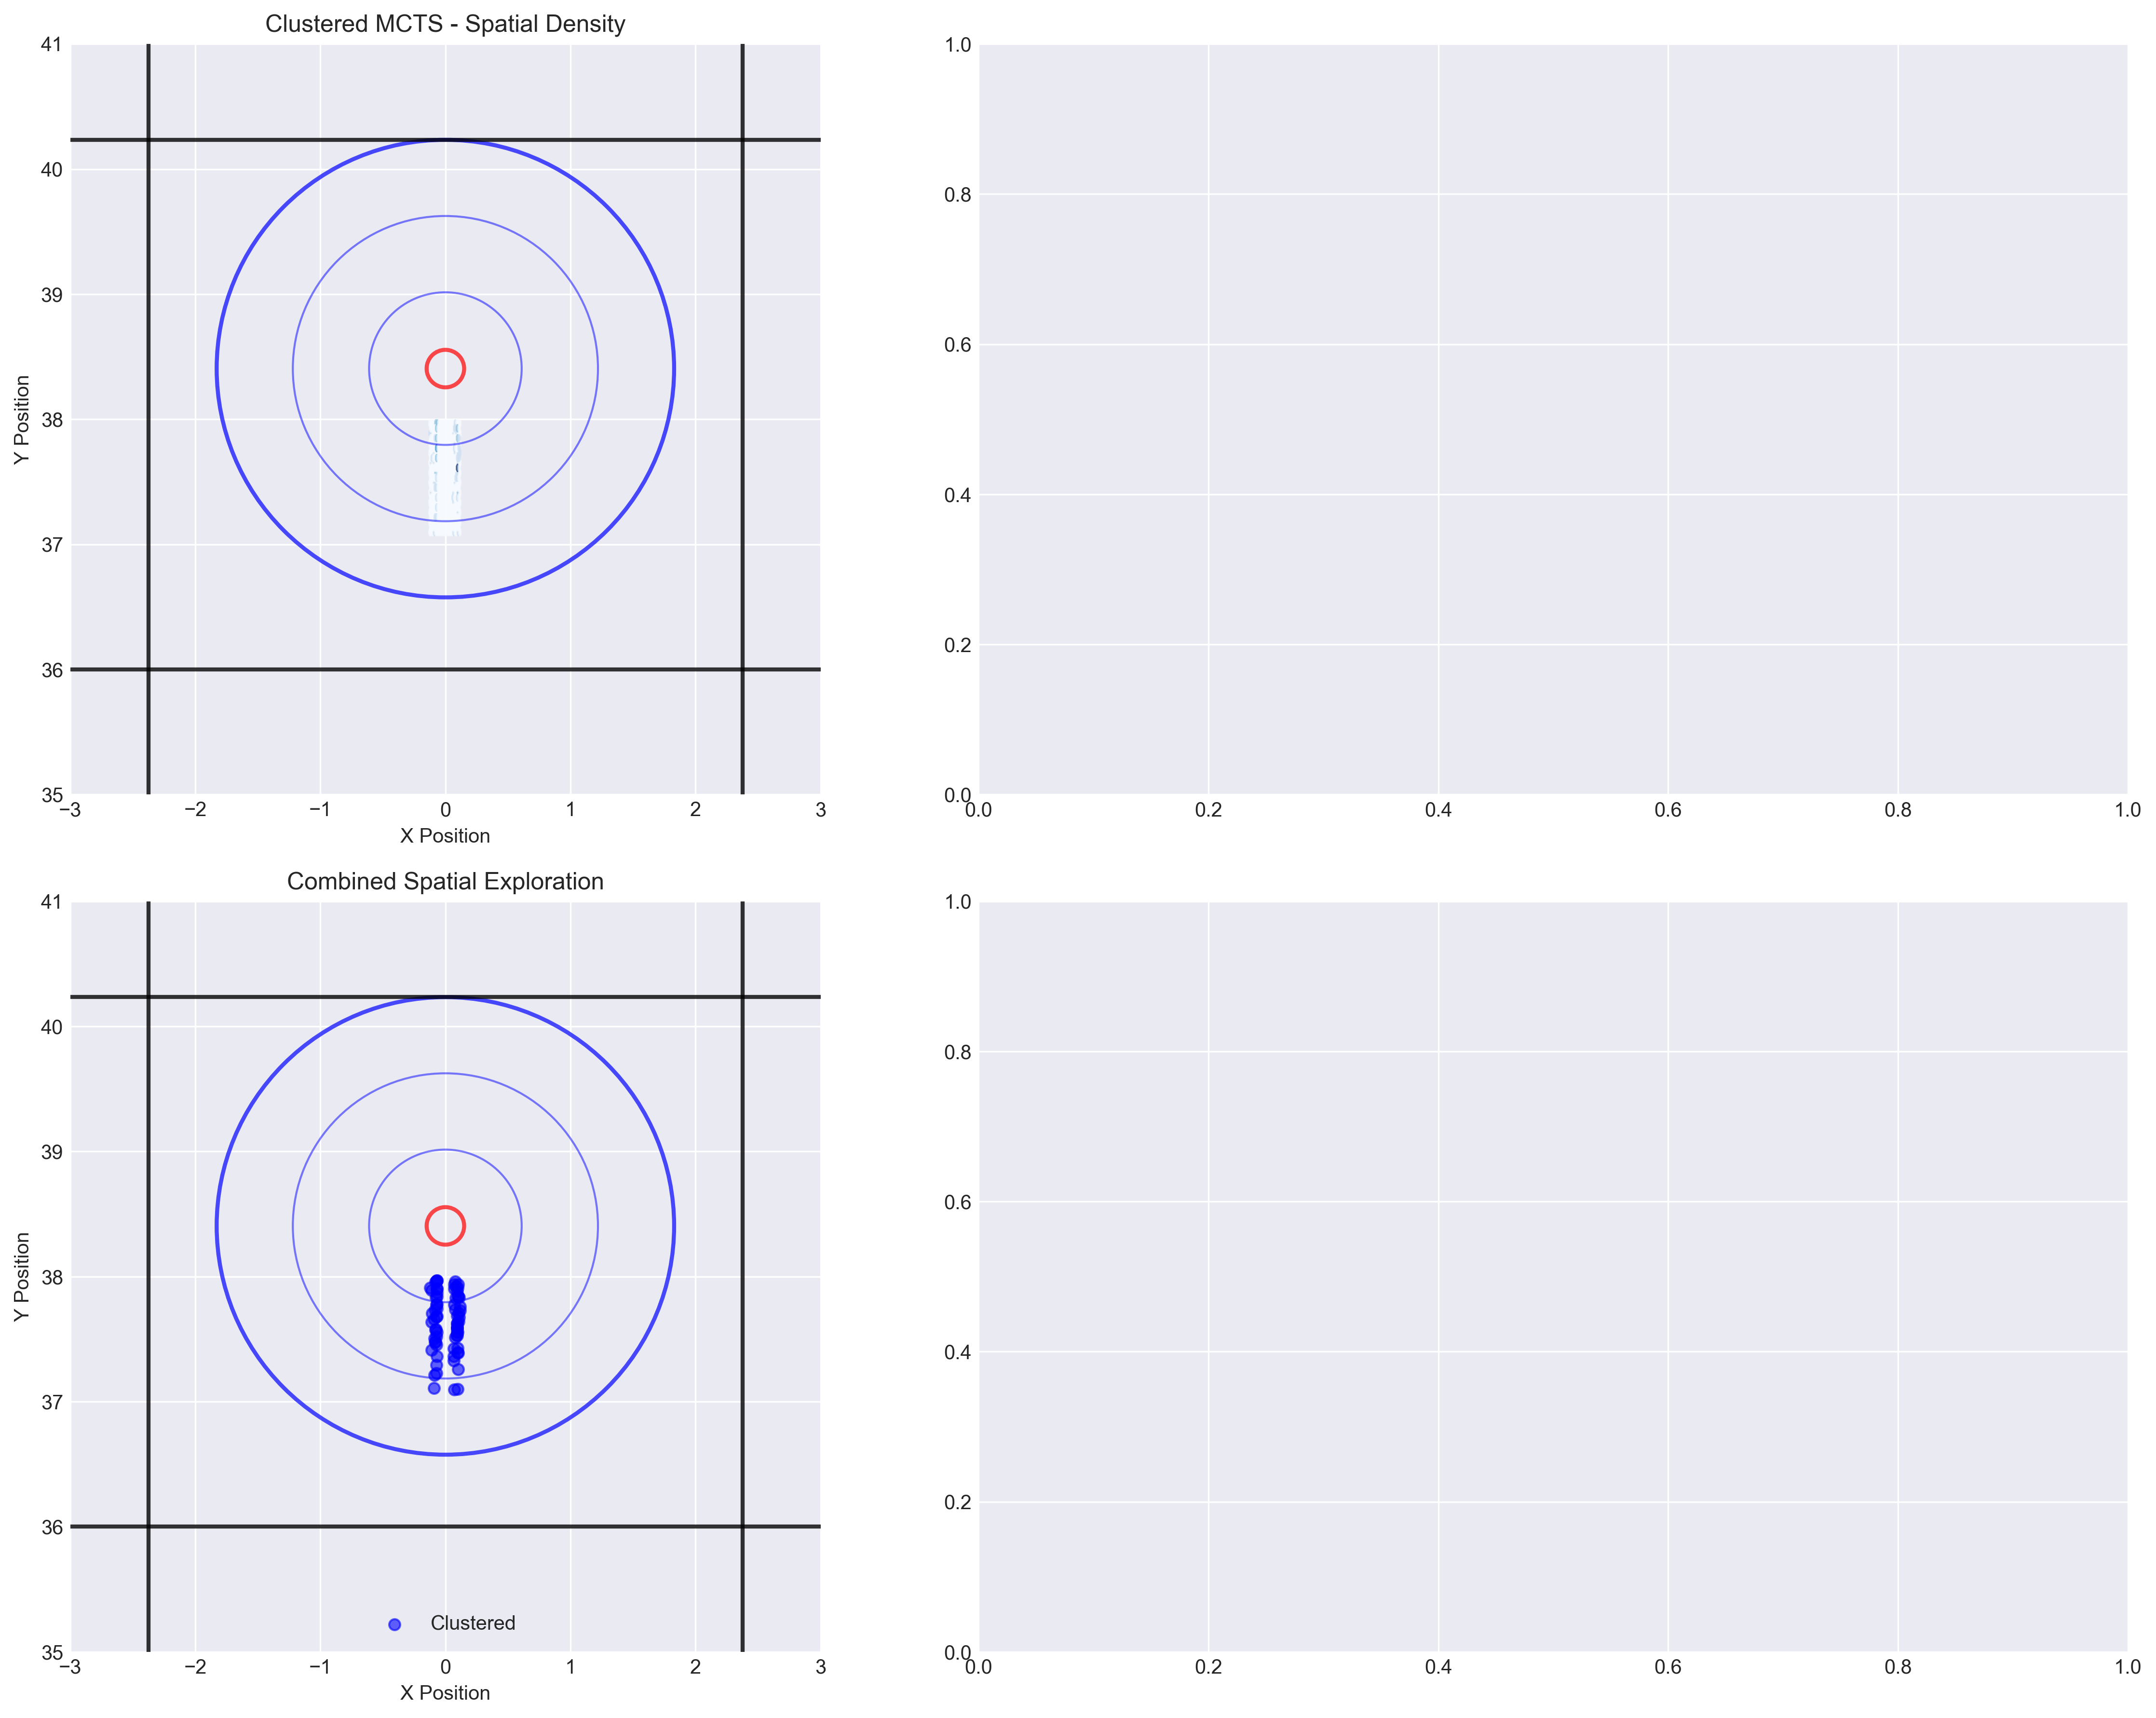 Clustered MCTS - Spatial Density
41
40
39
38
37
36
35
Y Position
−3 −2 −1 0 1 2 3
X Position
1.0
0.8
0.6
0.4
0.2
0.0
0.0 0.2 0.4 0.6 0.8 1.0
Combined Spatial Exploration
41
40
39
38
37
36
35
Y Position
Clustered
−3 −2 −1 0 1 2 3
X Position
1.0
0.8
0.6
0.4
0.2
0.0
0.0 0.2 0.4 0.6 0.8 1.0